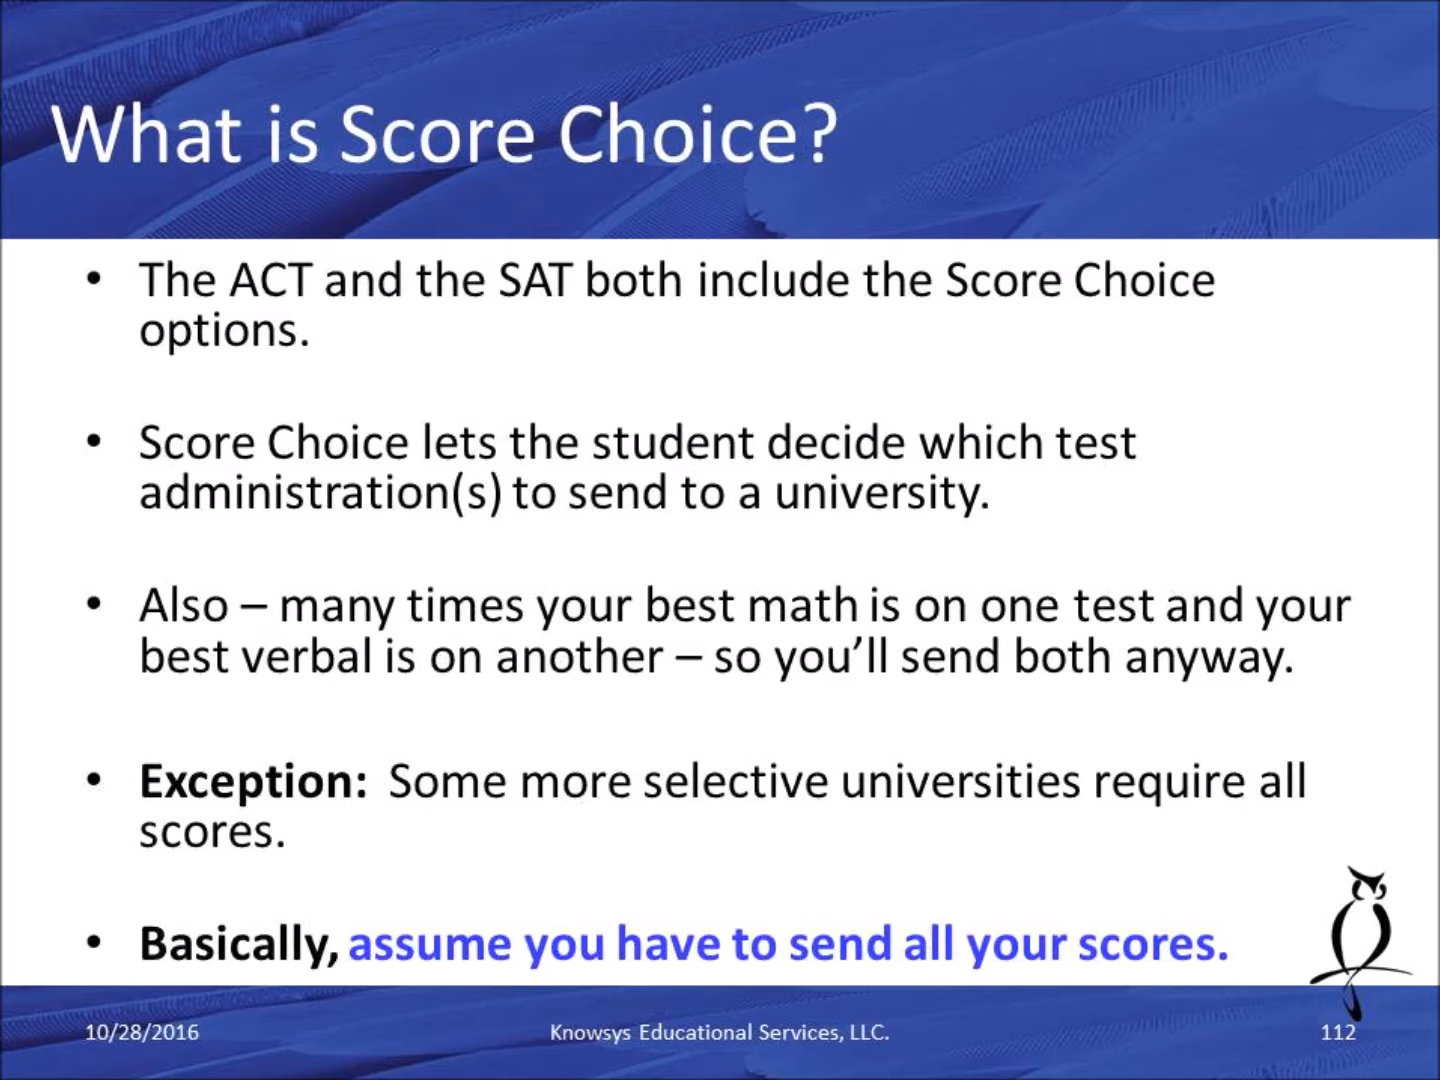 What is Score Choice?
• The ACT and the SAT both include the Score Choice
options.
• Score Choice lets the student decide which test
administration(s) to send to a university.
• Also – many times your best math is on one test and your
best verbal is on another – so you’ll send both anyway.
• Exception: Some more selective universities require all
scores.
• Basically, assume you have to send all your scores.
10/28/2016 Knowsys Educational Services, LLC. 112